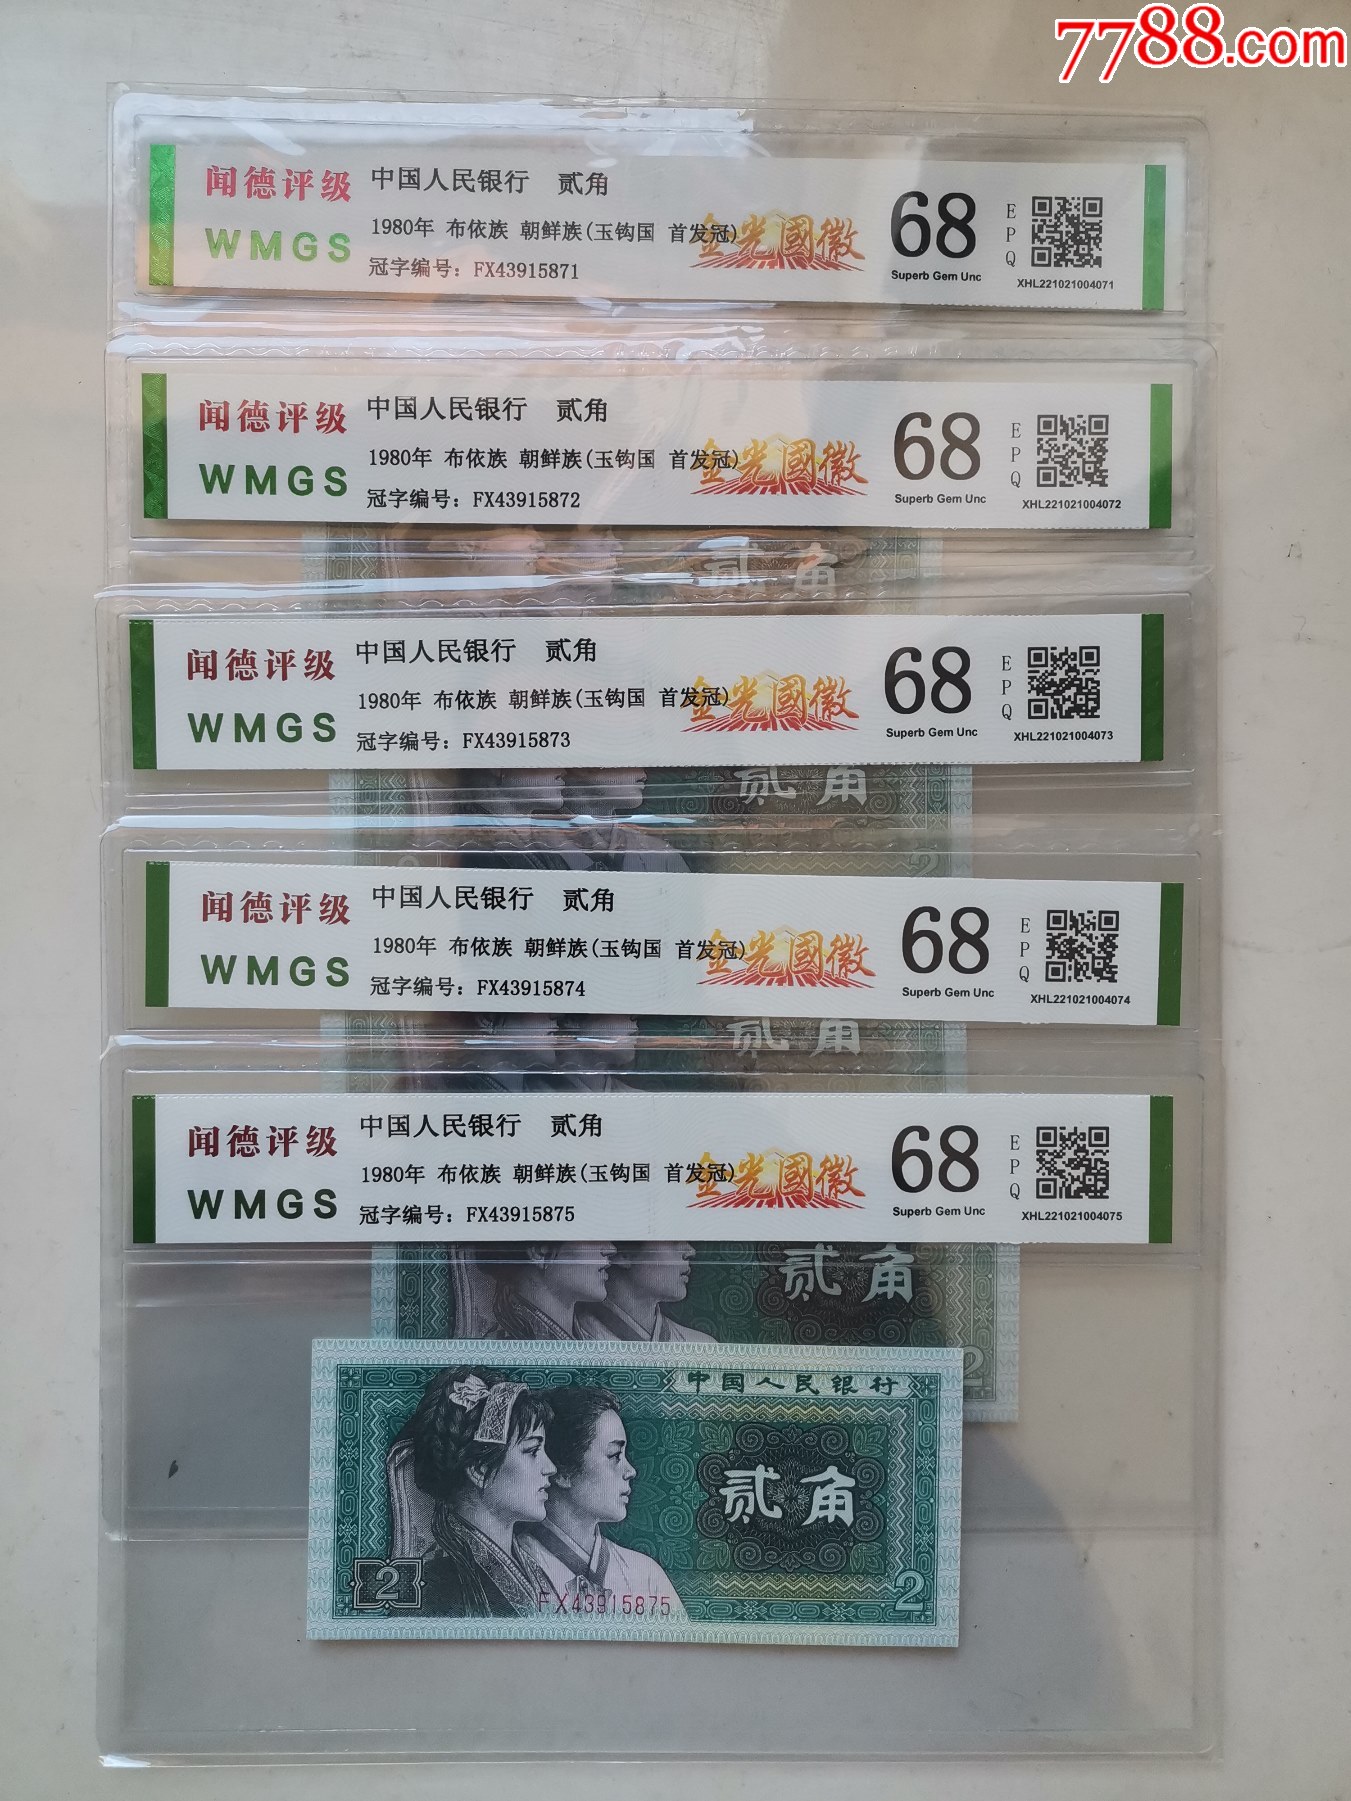 7788.com
闻德评级 中国人民银行 贰角
WMGS 1980年 布依族 朝鲜族(玉钩国 首发冠)
冠字编号: FX43915871
金光國徽
68
Superb Gem Unc
EPQ
XHL221021004071
闻德评级 中国人民银行 贰角
WMGS 1980年 布依族 朝鲜族(玉钩国 首发冠)
冠字编号: FX43915872
金光國徽
68
Superb Gem Unc
EPQ
XHL221021004072
贰角
闻德评级 中国人民银行 贰角
WMGS 1980年 布依族 朝鲜族(玉钩国 首发冠)
冠字编号: FX43915873
金光國徽
68
Superb Gem Unc
EPQ
XHL221021004073
贰角
2
闻德评级 中国人民银行 贰角
WMGS 1980年 布依族 朝鲜族(玉钩国 首发冠)
冠字编号: FX43915874
金光國徽
68
Superb Gem Unc
EPQ
XHL221021004074
贰角
闻德评级 中国人民银行 贰角
WMGS 1980年 布依族 朝鲜族(玉钩国 首发冠)
冠字编号: FX43915875
金光國徽
68
Superb Gem Unc
EPQ
XHL221021004075
贰角
2
中国人民银行
贰角
2 FX43915875 2